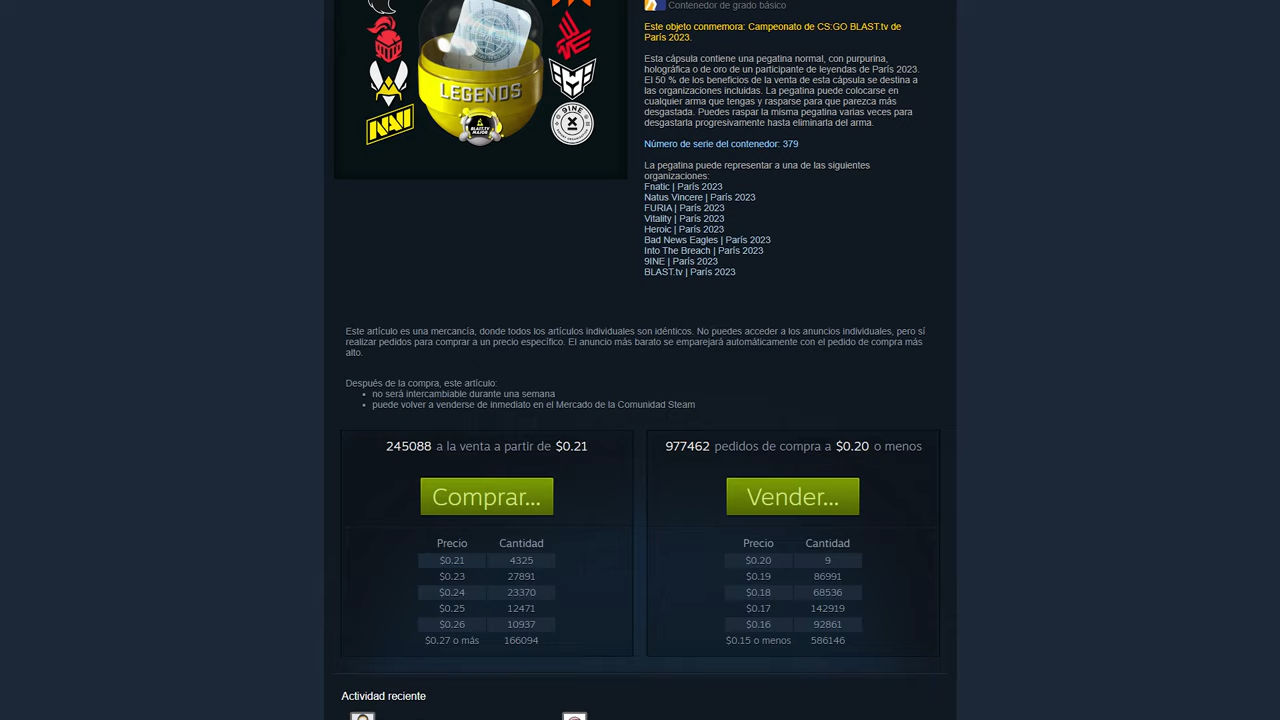 LEGENDS
BLAST.TV
MAJOR
NAVI
9INE
Contenedor de grado básico
Este objeto conmemora: Campeonato de CS:GO BLAST.tv de
París 2023.
Esta cápsula contiene una pegatina normal, con purpurina,
holográfica o de oro de un participante de leyendas de París 2023.
El 50 % de los beneficios de la venta de esta cápsula se destina a
las organizaciones incluidas. La pegatina puede colocarse en
cualquier arma que tengas y rasparse para que parezca más
desgastada. Puedes raspar la misma pegatina varias veces para
desgastarla progresivamente hasta eliminarla del arma.
Número de serie del contenedor: 379
La pegatina puede representar a una de las siguientes
organizaciones:
Fnatic | París 2023
Natus Vincere | París 2023
FURIA | París 2023
Vitality | París 2023
Heroic | París 2023
Bad News Eagles | París 2023
Into The Breach | París 2023
9INE | París 2023
BLAST.tv | París 2023
Este artículo es una mercancía, donde todos los artículos individuales son idénticos. No puedes acceder a los anuncios individuales, pero sí
realizar pedidos para comprar a un precio específico. El anuncio más barato se emparejará automáticamente con el pedido de compra más
alto.
Después de la compra, este artículo:
• no será intercambiable durante una semana
• puede volver a venderse de inmediato en el Mercado de la Comunidad Steam
245088 a la venta a partir de $0.21
Comprar...
Precio Cantidad
$0.21 4325
$0.23 27891
$0.24 23370
$0.25 12471
$0.26 10937
$0.27 o más 166094
977462 pedidos de compra a $0.20 o menos
Vender...
Precio Cantidad
$0.20 9
$0.19 86991
$0.18 68536
$0.17 142919
$0.16 92861
$0.15 o menos 586146
Actividad reciente